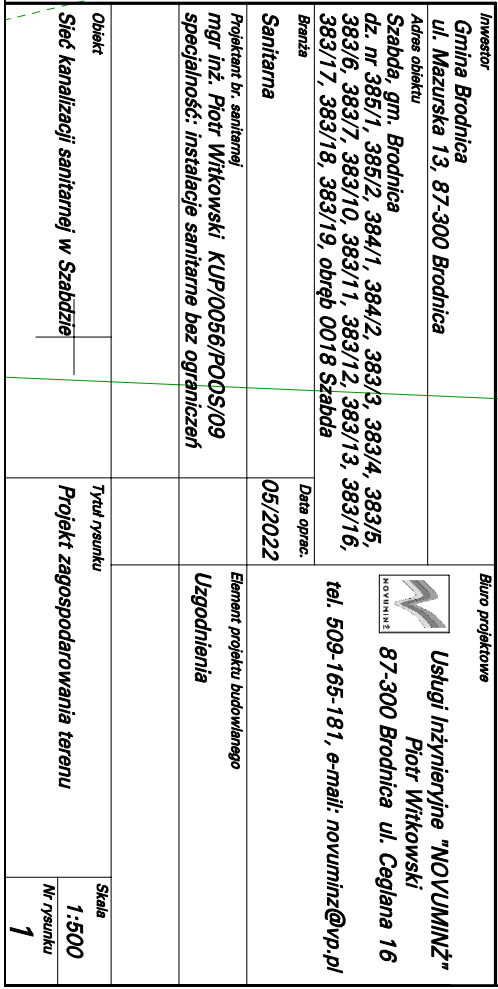 Inwestor
Gmina Brodnica
ul. Mazurska 13, 87-300 Brodnica
Adres obiektu
Szabda, gm. Brodnica
dz. nr 385/1, 385/2, 384/1, 384/2, 383/3, 383/4, 383/5,
383/6, 383/7, 383/10, 383/11, 383/12, 383/13, 383/16,
383/17, 383/18, 383/19, obręb 0018 Szabda
Biuro projektowe
NOVUMINŻ
Usługi Inżynieryjne "NOVUMINŻ"
Piotr Witkowski
87-300 Brodnica ul. Ceglana 16
tel. 509-165-181, e-mail: novuminz@vp.pl
Branża
Sanitarna
Data oprac.
05/2022
Projektant br. sanitarnej
mgr inż. Piotr Witkowski KUP/0056/POOS/09
specjalność: instalacje sanitarne bez ograniczeń
Element projektu budowlanego
Uzgodnienia
Obiekt
Sieć kanalizacji sanitarnej w Szabdzie
Tytuł rysunku
Projekt zagospodarowania terenu
Skala
1:500
Nr rysunku
1